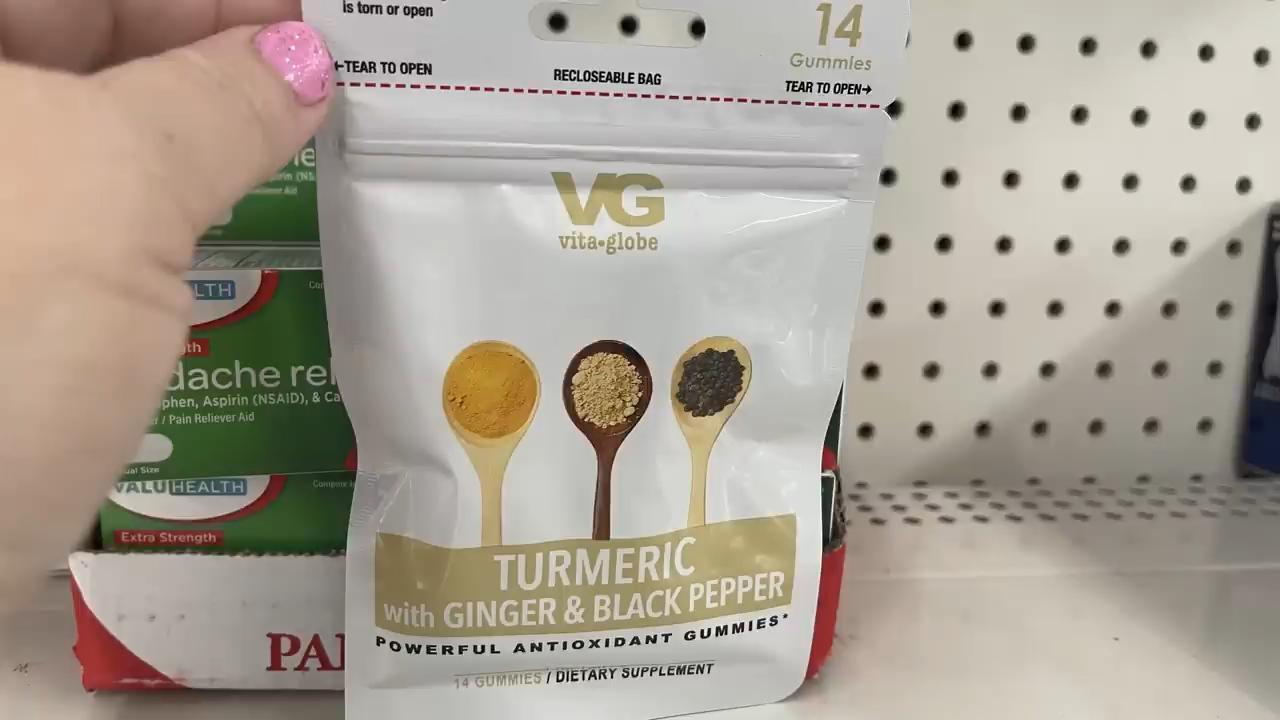 is torn or open
←TEAR TO OPEN
RECLOSEABLE BAG
14
Gummies
TEAR TO OPEN→
VG
vita•globe
TURMERIC
with GINGER & BLACK PEPPER
POWERFUL ANTIOXIDANT GUMMIES*
14 GUMMIES / DIETARY SUPPLEMENT
LTH
dache rel
phen, Aspirin (NSAID), & Ca
/ Pain Reliever Aid
VALUHEALTH
Extra Strength
PAI